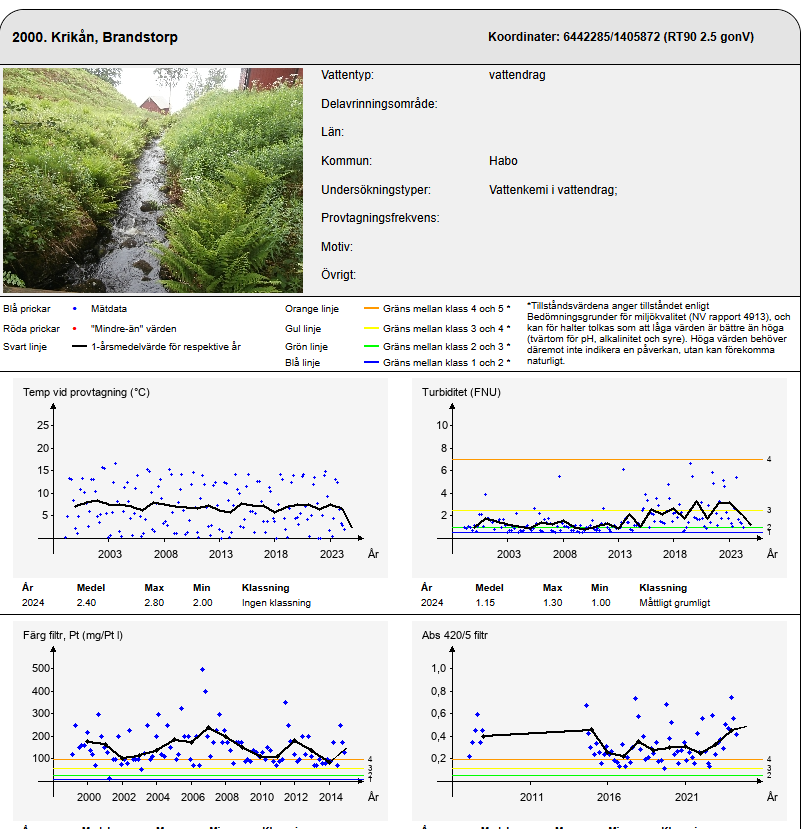 2000. Krikån, Brandstorp
Koordinater: 6442285/1405872 (RT90 2.5 gonV)
Vattentyp: vattendrag
Delavrinningsområde:
Län:
Kommun: Habo
Undersökningstyper: Vattenkemi i vattendrag;
Provtagningsfrekvens:
Motiv:
Övrigt:
Blå prickar Mätdata
Röda prickar "Mindre-än" värden
Svart linje 1-årsmedelvärde för respektive år
Orange linje Gräns mellan klass 4 och 5 *
Gul linje Gräns mellan klass 3 och 4 *
Grön linje Gräns mellan klass 2 och 3 *
Blå linje Gräns mellan klass 1 och 2 *
*Tillståndsvärdena anger tillståndet enligt
Bedömningsgrunder för miljökvalitet (NV rapport 4913), och
kan för halter tolkas som att låga värden är bättre än höga
(tvärtom för pH, alkalinitet och syre). Höga värden behöver
däremot inte indikera en påverkan, utan kan förekomma
naturligt.
Temp vid provtagning (°C)
25
20
15
10
5
2003 2008 2013 2018 2023 År
År Medel Max Min Klassning
2024 2.40 2.80 2.00 Ingen klassning
Turbiditet (FNU)
10
8
6
4
2
4
3
2
1
2003 2008 2013 2018 2023 År
År Medel Max Min Klassning
2024 1.15 1.30 1.00 Måttligt grumligt
Färg filtr, Pt (mg/Pt l)
500
400
300
200
100
4
3
2
1
2000 2002 2004 2006 2008 2010 2012 2014 År
Abs 420/5 filtr
1,0
0,8
0,6
0,4
0,2
4
3
2
1
2011 2016 2021 År